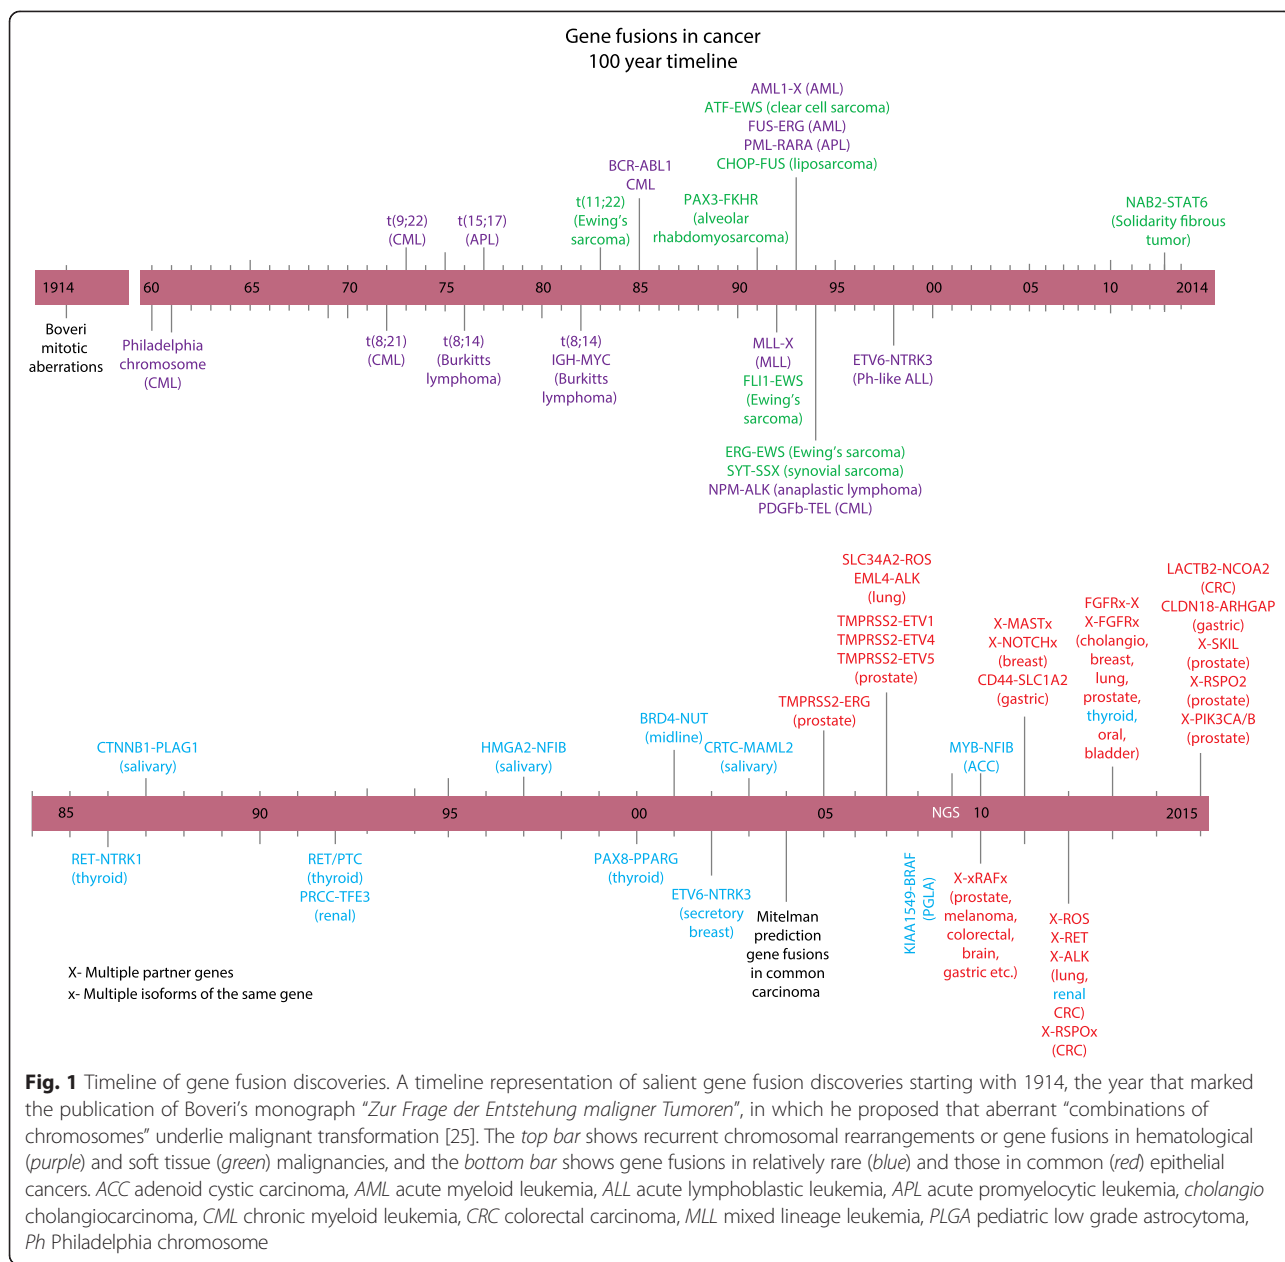 Gene fusions in cancer
100 year timeline
AML1-X (AML)
ATF-EWS (clear cell sarcoma)
FUS-ERG (AML)
PML-RARA (APL)
CHOP-FUS (liposarcoma)
BCR-ABL1
CML
t(9;22)
(CML)
t(15;17)
(APL)
t(11;22)
(Ewing's
sarcoma)
PAX3-FKHR
(alveolar
rhabdomyosarcoma)
NAB2-STAT6
(Solidarity fibrous
tumor)
1914 60 65 70 75 80 85 90 95 00 05 10 2014
Boveri
mitotic
aberrations
Philadelphia
chromosome
(CML)
t(8;21)
(CML)
t(8;14)
(Burkitts
lymphoma)
t(8;14)
IGH-MYC
(Burkitts
lymphoma)
MLL-X
(MLL)
FLI1-EWS
(Ewing's
sarcoma)
ETV6-NTRK3
(Ph-like ALL)
ERG-EWS (Ewing's sarcoma)
SYT-SSX (synovial sarcoma)
NPM-ALK (anaplastic lymphoma)
PDGFb-TEL (CML)
CTNNB1-PLAG1
(salivary)
HMGA2-NFIB
(salivary)
BRD4-NUT
(midline)
CRTC-MAML2
(salivary)
TMPRSS2-ERG
(prostate)
SLC34A2-ROS
EML4-ALK
(lung)
TMPRSS2-ETV1
TMPRSS2-ETV4
TMPRSS2-ETV5
(prostate)
MYB-NFIB
(ACC)
X-MASTx
X-NOTCHx
(breast)
CD44-SLC1A2
(gastric)
FGFRx-X
X-FGFRx
(cholangio,
breast,
lung,
prostate,
thyroid,
oral,
bladder)
LACTB2-NCOA2
(CRC)
CLDN18-ARHGAP
(gastric)
X-SKIL
(prostate)
X-RSPO2
(prostate)
X-PIK3CA/B
(prostate)
85 90 95 00 05 NGS 10 2015
RET-NTRK1
(thyroid)
RET/PTC
(thyroid)
PRCC-TFE3
(renal)
PAX8-PPARG
(thyroid)
ETV6-NTRK3
(secretory
breast)
Mitelman
prediction
gene fusions
in common
carcinoma
KIAA1549-BRAF
(PGLA)
X-xRAFx
(prostate,
melanoma,
colorectal,
brain,
gastric etc.)
X-ROS
X-RET
X-ALK
(lung,
renal
CRC)
X-RSPOx
(CRC)
X- Multiple partner genes
x- Multiple isoforms of the same gene
Fig. 1 Timeline of gene fusion discoveries. A timeline representation of salient gene fusion discoveries starting with 1914, the year that marked
the publication of Boveri's monograph "Zur Frage der Entstehung maligner Tumoren", in which he proposed that aberrant "combinations of
chromosomes" underlie malignant transformation [25]. The top bar shows recurrent chromosomal rearrangements or gene fusions in hematological
(purple) and soft tissue (green) malignancies, and the bottom bar shows gene fusions in relatively rare (blue) and those in common (red) epithelial
cancers. ACC adenoid cystic carcinoma, AML acute myeloid leukemia, ALL acute lymphoblastic leukemia, APL acute promyelocytic leukemia, cholangio
cholangiocarcinoma, CML chronic myeloid leukemia, CRC colorectal carcinoma, MLL mixed lineage leukemia, PLGA pediatric low grade astrocytoma,
Ph Philadelphia chromosome